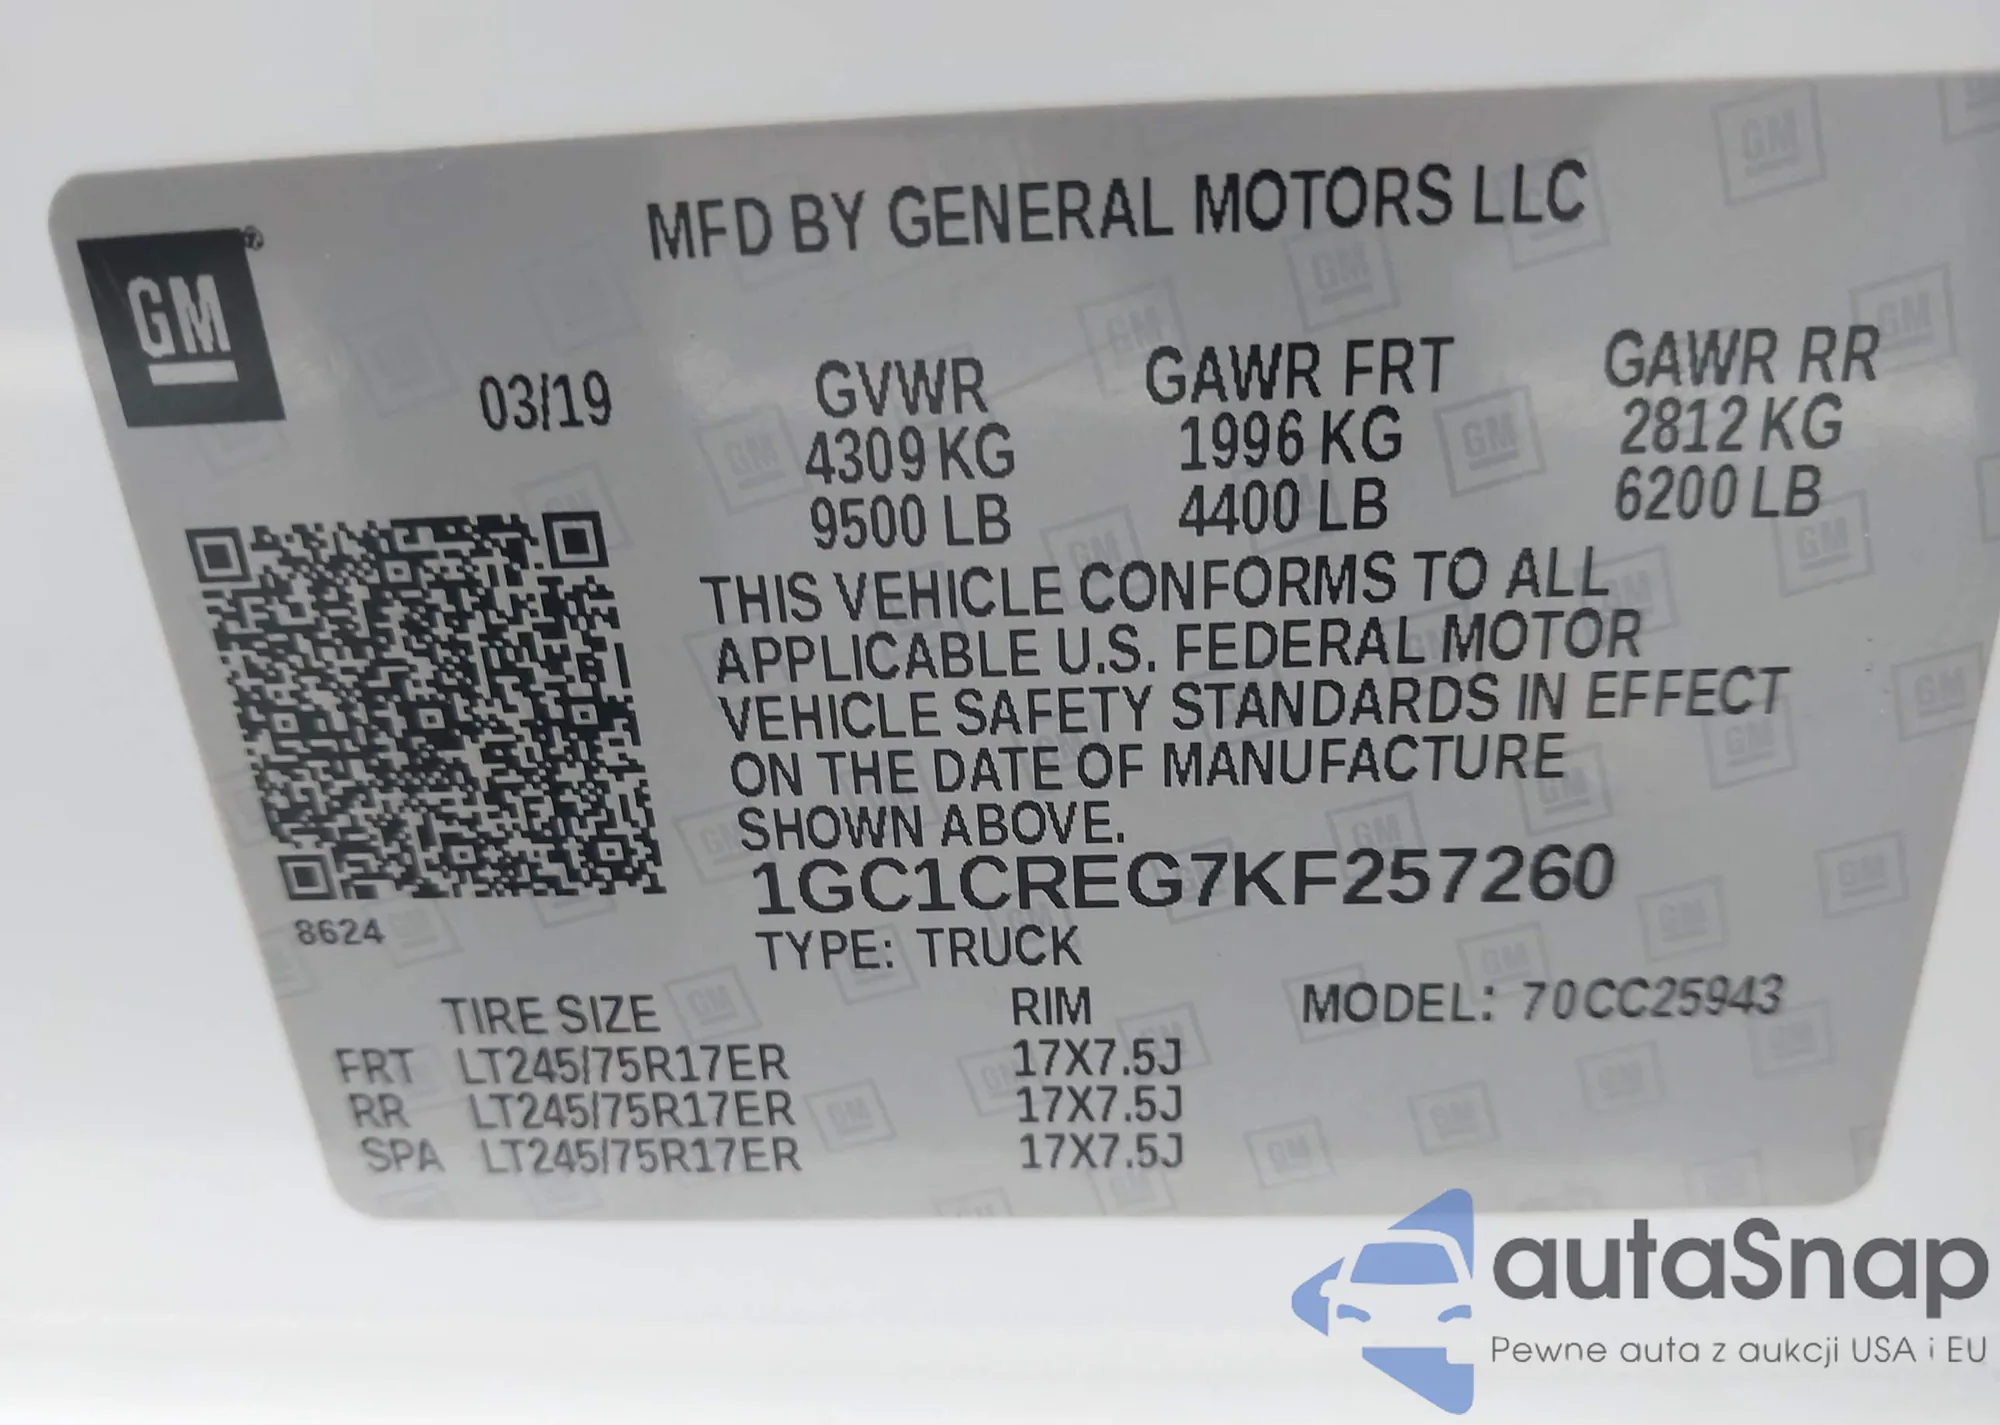 MFD BY GENERAL MOTORS LLC
GM
03/19
GVWR GAWR FRT GAWR RR
4309 KG 1996 KG 2812 KG
9500 LB 4400 LB 6200 LB
THIS VEHICLE CONFORMS TO ALL
APPLICABLE U.S. FEDERAL MOTOR
VEHICLE SAFETY STANDARDS IN EFFECT
ON THE DATE OF MANUFACTURE
SHOWN ABOVE.
1GC1CREG7KF257260
8624
TYPE: TRUCK
TIRE SIZE RIM MODEL: 70CC25943
FRT LT245/75R17ER 17X7.5J
RR LT245/75R17ER 17X7.5J
SPA LT245/75R17ER 17X7.5J
autaSnap
Pewne auta z aukcji USA i EU